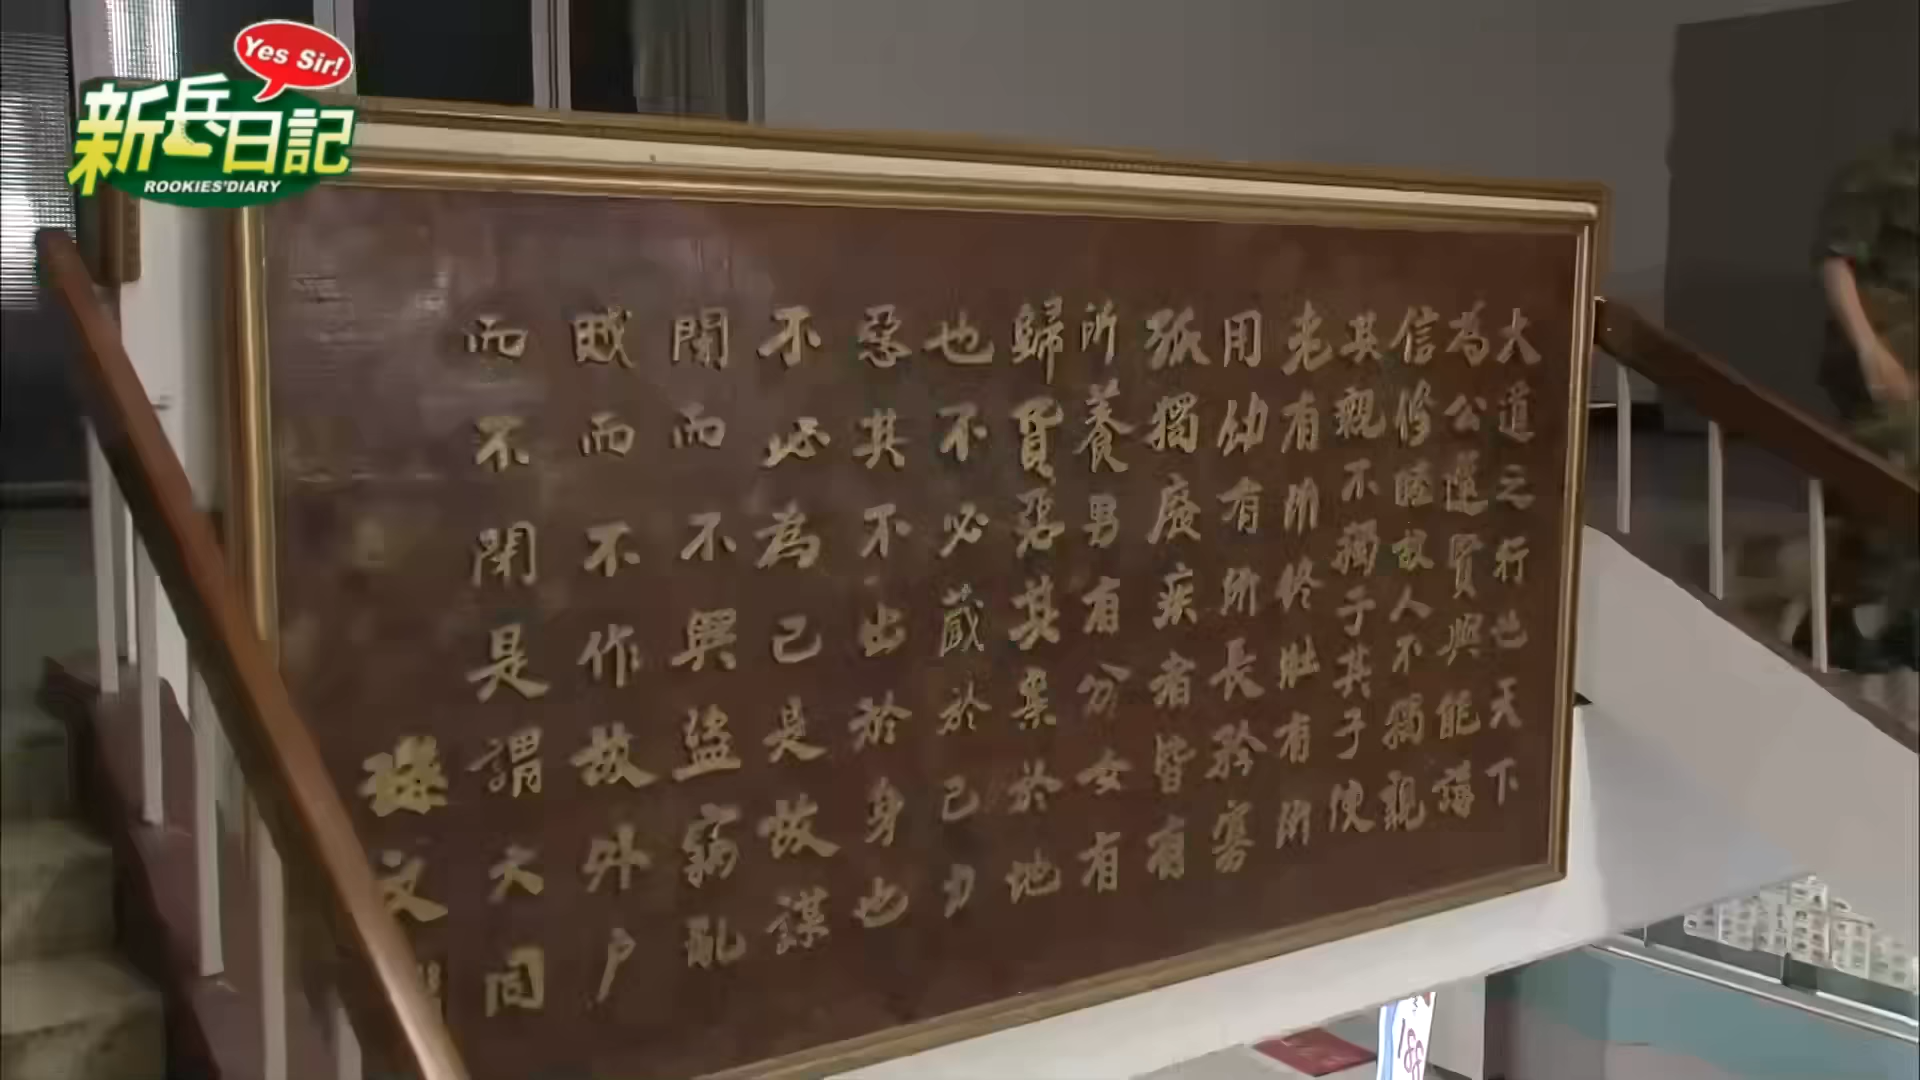 Yes Sir!
新兵日記
ROOKIES'DIARY
大道之行也天下
為公選賢與能講
信修睦故人不獨親
其親不獨子其子使
老有所終壯有所
用幼有所長矜寡
孤獨廢疾者皆有
所養男有分女有
歸貨惡其棄於地
也不必藏於己力
惡其不出於身也
不必為己是故謀
閉而不興盜竊亂
賊而不作故外戶
而不閉是謂大同
孫文